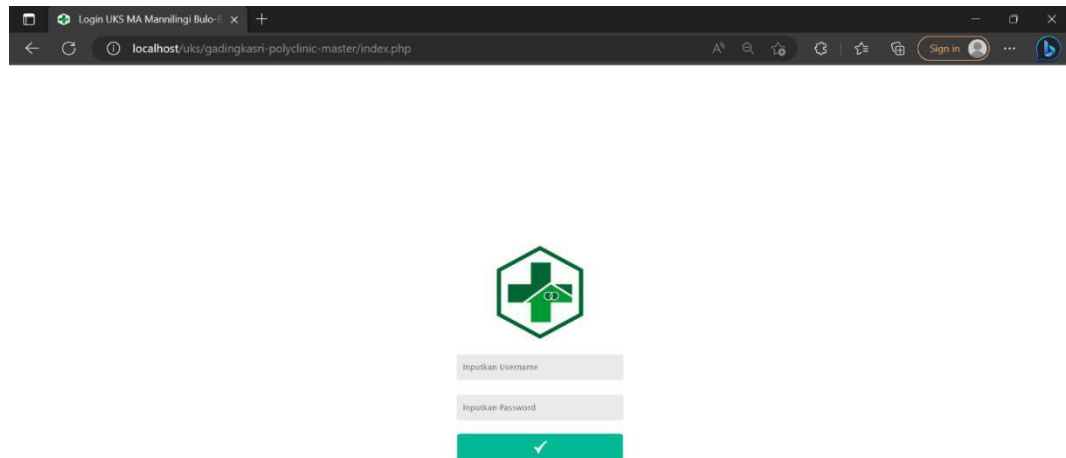 Login UKS MA Mannilingi Bulo-B
localhost/uks/gadingkasri-polyclinic-master/index.php
Sign in
Inputkan Username
Inputkan Password